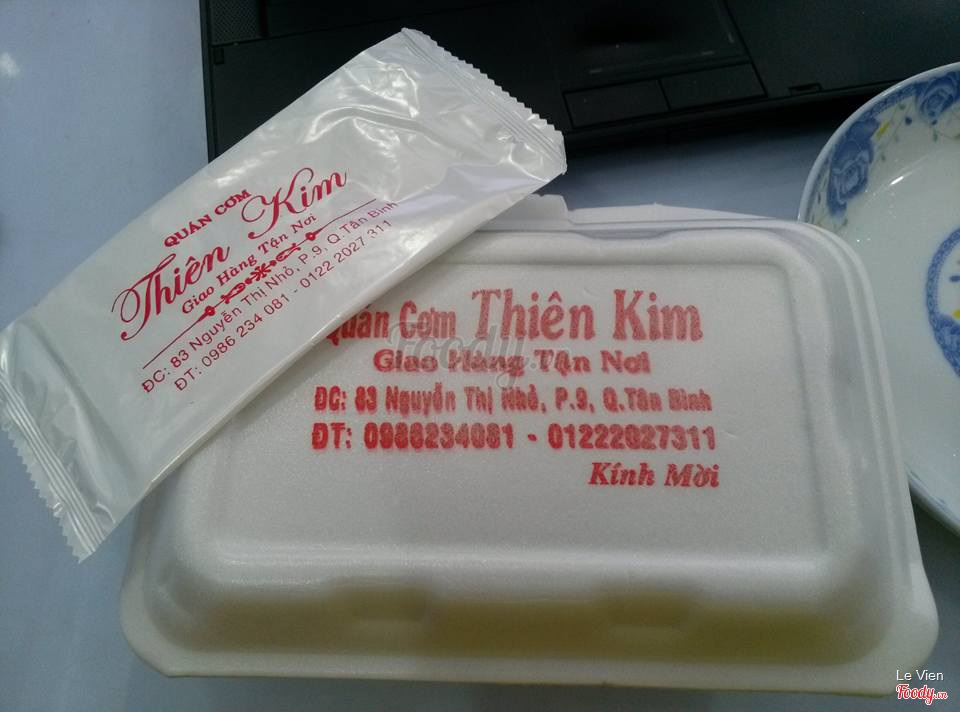 QUÁN CƠM
Thiên Kim
Giao Hàng Tận Nơi
ĐC: 83 Nguyễn Thị Nhỏ, P.9, Q.Tân Bình
ĐT: 0986 234 081 - 0122 2027 311
Quán Cơm Thiên Kim
Giao Hàng Tận Nơi
ĐC: 83 Nguyễn Thị Nhỏ, P.9, Q.Tân Bình
ĐT: 0986234081 - 01222027311
Kính Mời
Foody.vn
Le Vien
Foody.vn